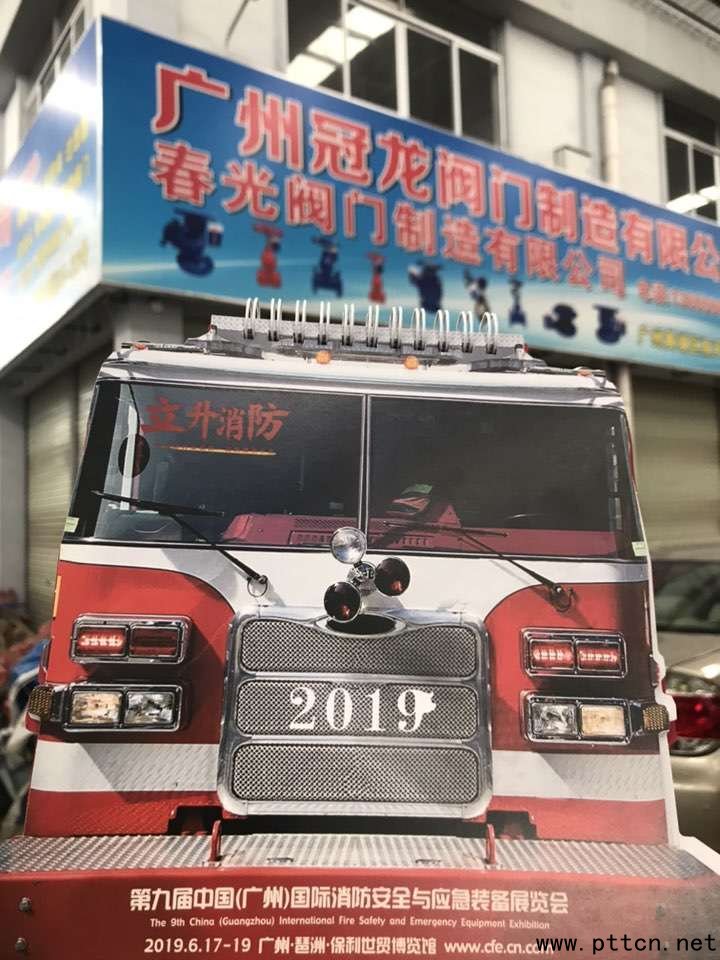 广州冠龙阀门制造有限公
春光阀门制造有限公司
立升消防
2019
第九届中国(广州)国际消防安全与应急装备展览会
The 9th China (Guangzhou) International Fire Safety and Emergency Equipment Exhibition
2019.6.17-19 广州·琶洲·保利世贸博览馆 www.cfe.cn.com
www.pttcn.net